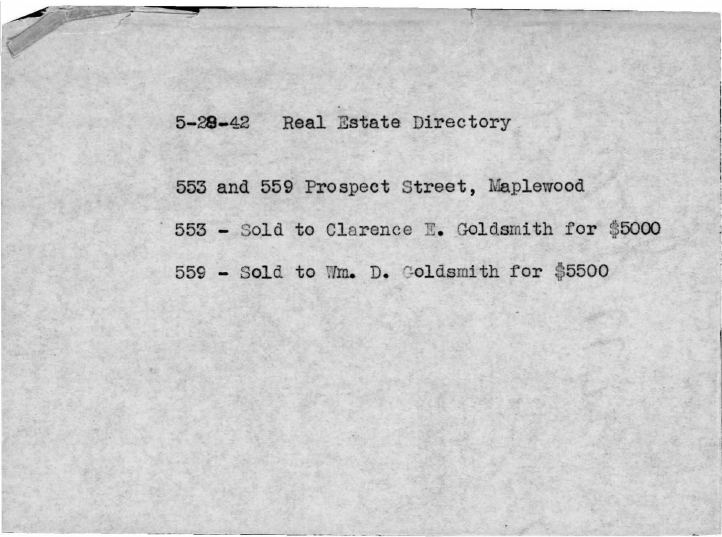 5-28-42 Real Estate Directory
553 and 559 Prospect Street, Maplewood
553 - Sold to Clarence E. Goldsmith for $5000
559 - Sold to Wm. D. Goldsmith for $5500